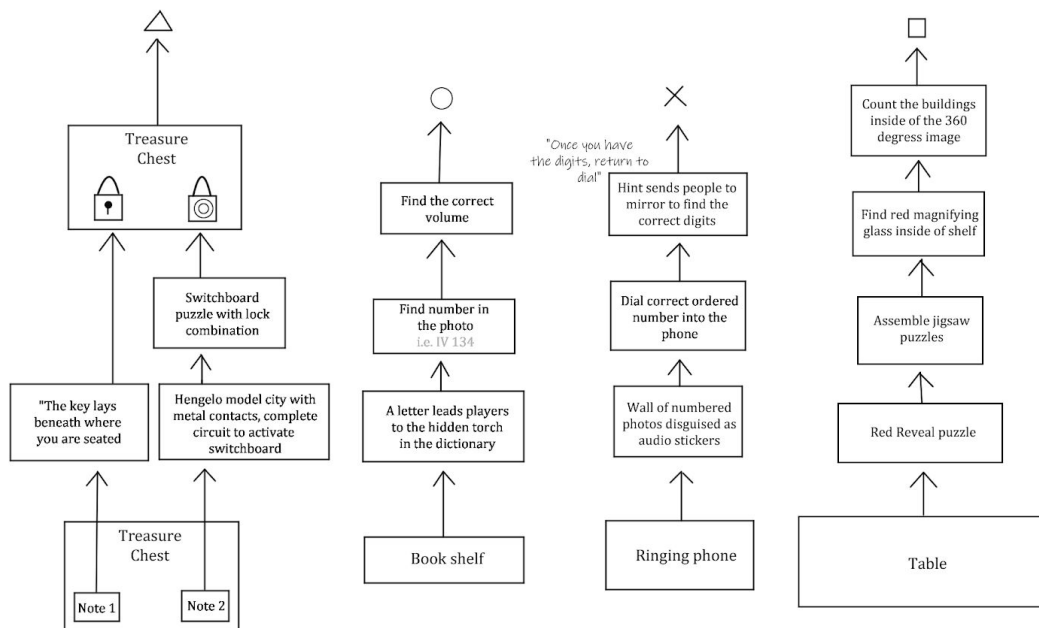 Treasure
Chest
Switchboard
puzzle with lock
combination
"The key lays
beneath where
you are seated
Hengelo model city with
metal contacts, complete
circuit to activate
switchboard
Treasure
Chest
Note 1
Note 2
Find the correct
volume
Find number in
the photo
i.e. IV 134
A letter leads players
to the hidden torch
in the dictionary
Book shelf
"Once you have
the digits, return to
dial"
Hint sends people to
mirror to find the
correct digits
Dial correct ordered
number into the
phone
Wall of numbered
photos disguised as
audio stickers
Ringing phone
Count the buildings
inside of the 360
degress image
Find red magnifying
glass inside of shelf
Assemble jigsaw
puzzles
Red Reveal puzzle
Table